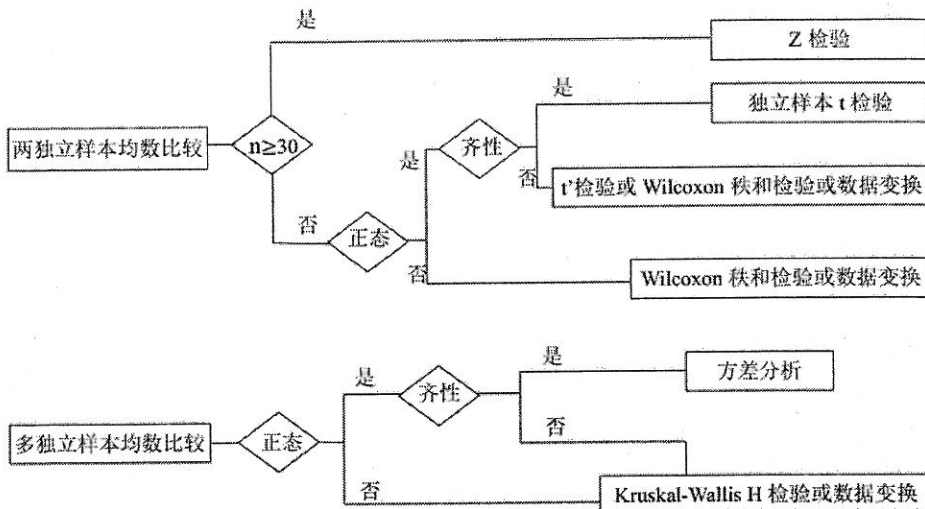 是
Z 检验
是
独立样本 t 检验
两独立样本均数比较
n≥30
是
齐性
否
t'检验或 Wilcoxon 秩和检验或数据变换
否
正态
否
Wilcoxon 秩和检验或数据变换
是
方差分析
是
齐性
否
多独立样本均数比较
正态
否
Kruskal-Wallis H 检验或数据变换